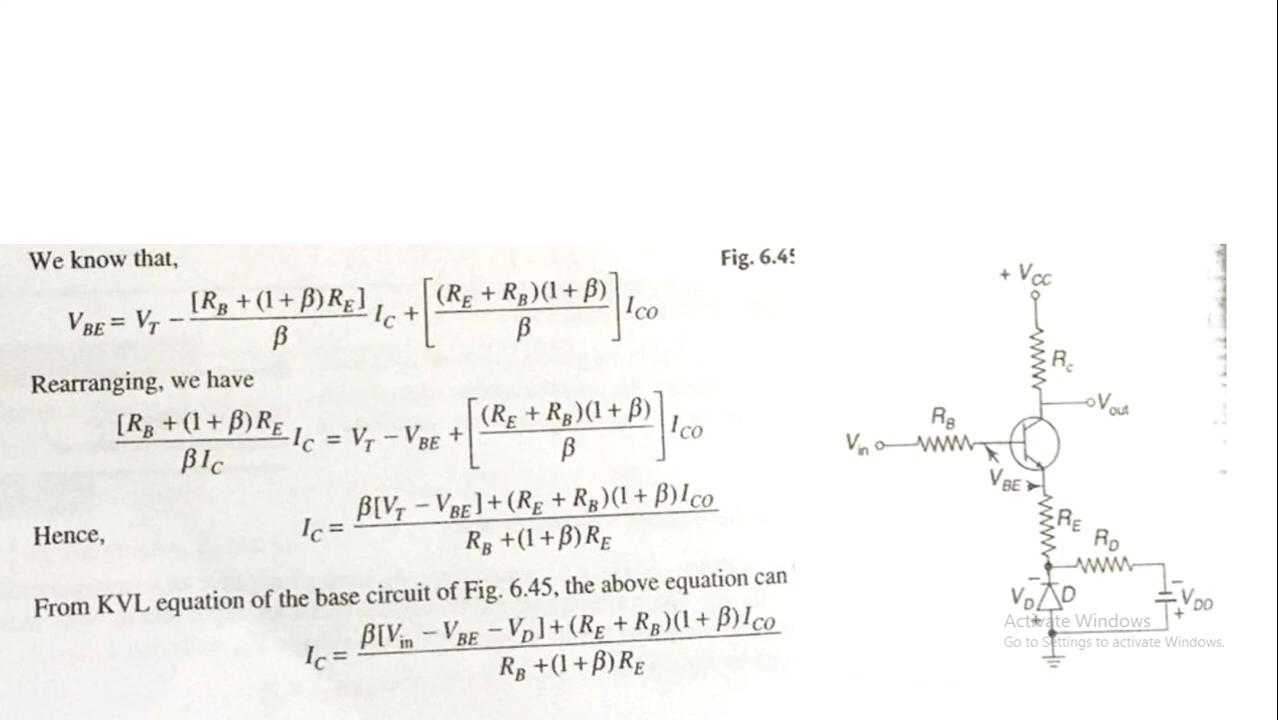 We know that,
Fig. 6.45
V_BE = V_T − [R_B + (1 + β) R_E] / β I_C + [(R_E + R_B)(1 + β) / β] I_CO
Rearranging, we have
[R_B + (1 + β) R_E / β I_C I_C = V_T − V_BE + [(R_E + R_B)(1 + β) / β] I_CO
Hence, I_C = β[V_T − V_BE] + (R_E + R_B)(1 + β) I_CO / R_B + (1 + β) R_E
From KVL equation of the base circuit of Fig. 6.45, the above equation can
I_C = β[V_in − V_BE − V_D] + (R_E + R_B)(1 + β) I_CO / R_B + (1 + β) R_E
+ V_CC
R_c
V_out
R_B
V_in
V_BE
R_E
R_D
−
−
V_D
D
V_DD
+
+
Activate Windows
Go to Settings to activate Windows.